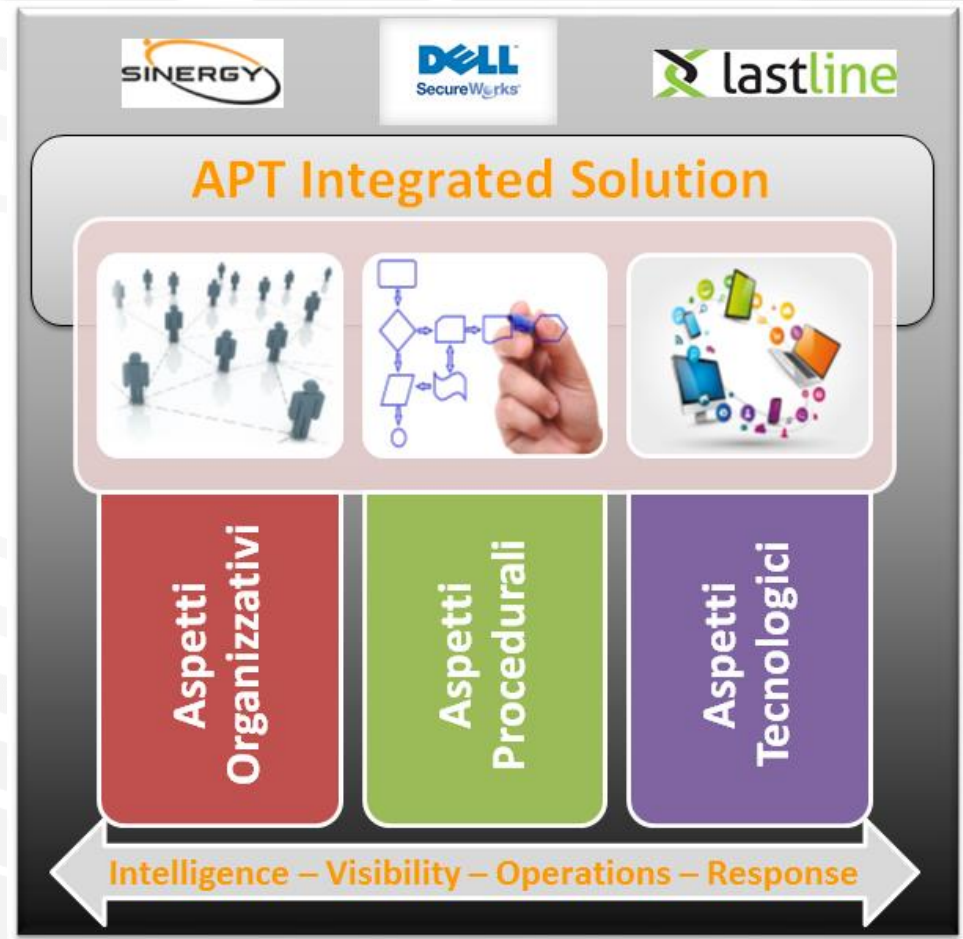 SINERGY
DELL
SecureWorks
lastline
APT Integrated Solution
Aspetti
Organizzativi
Aspetti
Procedurali
Aspetti
Tecnologici
Intelligence – Visibility – Operations – Response